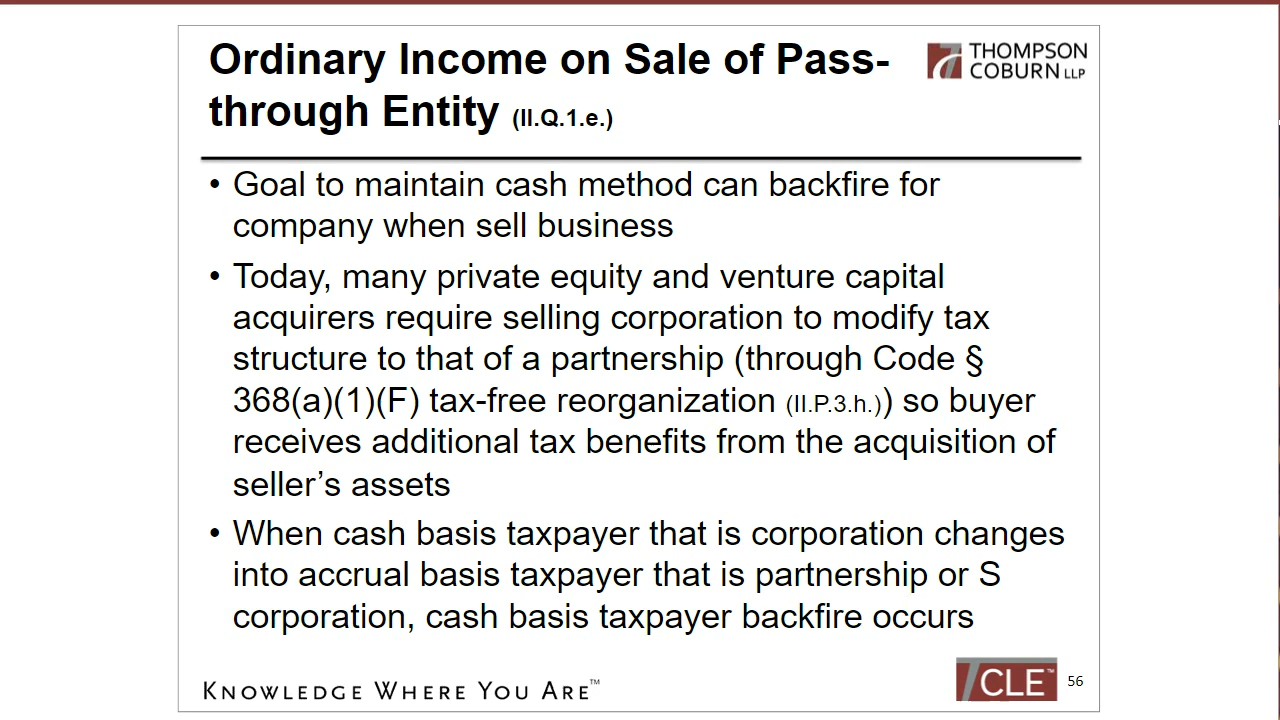 Ordinary Income on Sale of Pass-
through Entity (II.Q.1.e.)
THOMPSON
COBURN LLP
• Goal to maintain cash method can backfire for
company when sell business
• Today, many private equity and venture capital
acquirers require selling corporation to modify tax
structure to that of a partnership (through Code §
368(a)(1)(F) tax-free reorganization (II.P.3.h.)) so buyer
receives additional tax benefits from the acquisition of
seller’s assets
• When cash basis taxpayer that is corporation changes
into accrual basis taxpayer that is partnership or S
corporation, cash basis taxpayer backfire occurs
KNOWLEDGE WHERE YOU ARE™
TCLE™
56